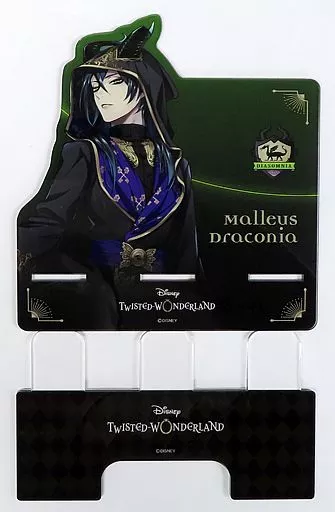 DIASOMNIA
Malleus
Draconia
Disney
TWISTED-WONDERLAND
©DISNEY
Disney
TWISTED-WONDERLAND
©DISNEY